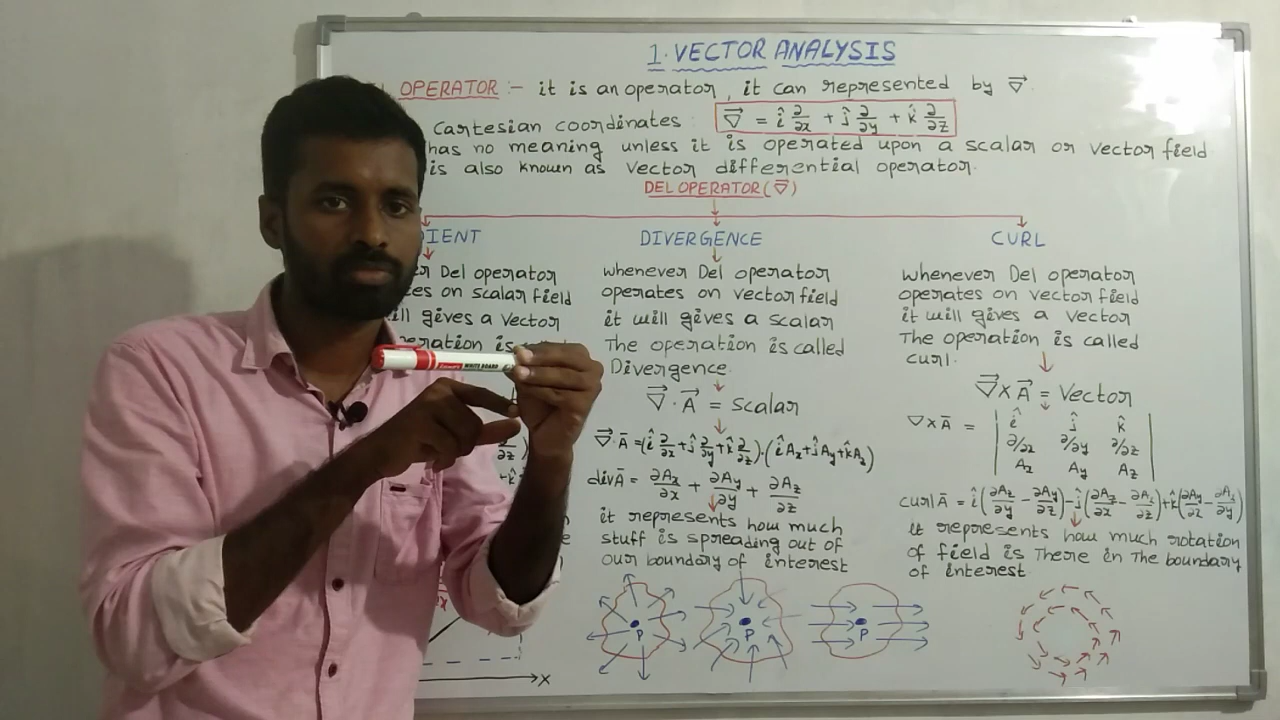 1. VECTOR ANALYSIS
OPERATOR :- it is an operator, it can represented by ∇⃗.
Cartesian coordinates : ∇⃗ = î ∂/∂x + ĵ ∂/∂y + k̂ ∂/∂z
has no meaning unless it is operated upon a scalar or vector field
is also known as vector differential operator.
DEL OPERATOR (∇⃗)
DIENT
Del operator
on scalar field
gives a vector
WHITE BOARD
x
DIVERGENCE
whenever Del operator
operates on vector field
it will gives a scalar
The operation is called
Divergence.
∇⃗ . A⃗ = scalar
∇⃗ . A̅ = (î ∂/∂x + ĵ ∂/∂y + k̂ ∂/∂z) . (î Ax + ĵ Ay + k̂ Az)
div A̅ = ∂Ax/∂x + ∂Ay/∂y + ∂Az/∂z
it represents how much
stuff is spreading out of
our boundary of interest
P P P
CURL
whenever Del operator
operates on vector field
it will gives a vector
The operation is called
curl.
∇⃗ x A⃗ = Vector
∇ x A̅ = | î ĵ k̂ |
∂/∂x ∂/∂y ∂/∂z
Ax Ay Az
curl A̅ = î (∂Az/∂y - ∂Ay/∂z) - ĵ (∂Az/∂x - ∂Ax/∂z) + k̂ (∂Ay/∂x - ∂Ax/∂y)
it represents how much rotation
of field is There in The boundary
of interest.